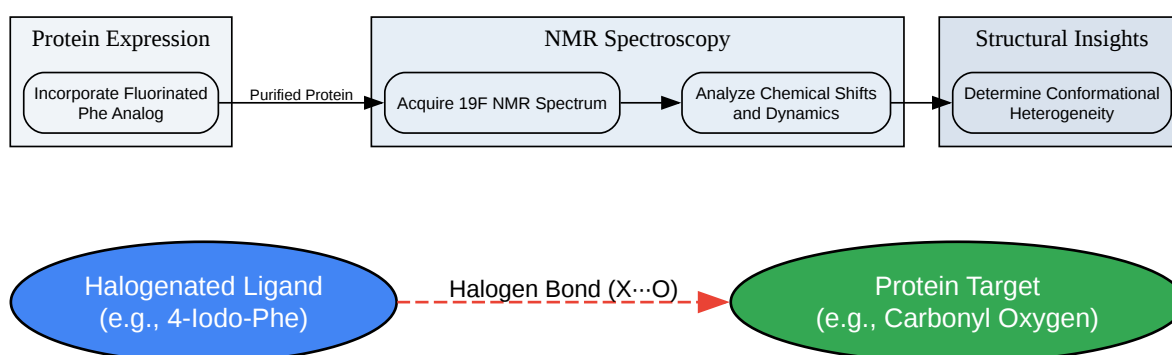 Protein Expression
NMR Spectroscopy
Structural Insights
Incorporate Fluorinated
Phe Analog
Purified Protein
Acquire 19F NMR Spectrum
Analyze Chemical Shifts
and Dynamics
Determine Conformational
Heterogeneity
Halogenated Ligand
(e.g., 4-Iodo-Phe)
Halogen Bond (X···O)
Protein Target
(e.g., Carbonyl Oxygen)